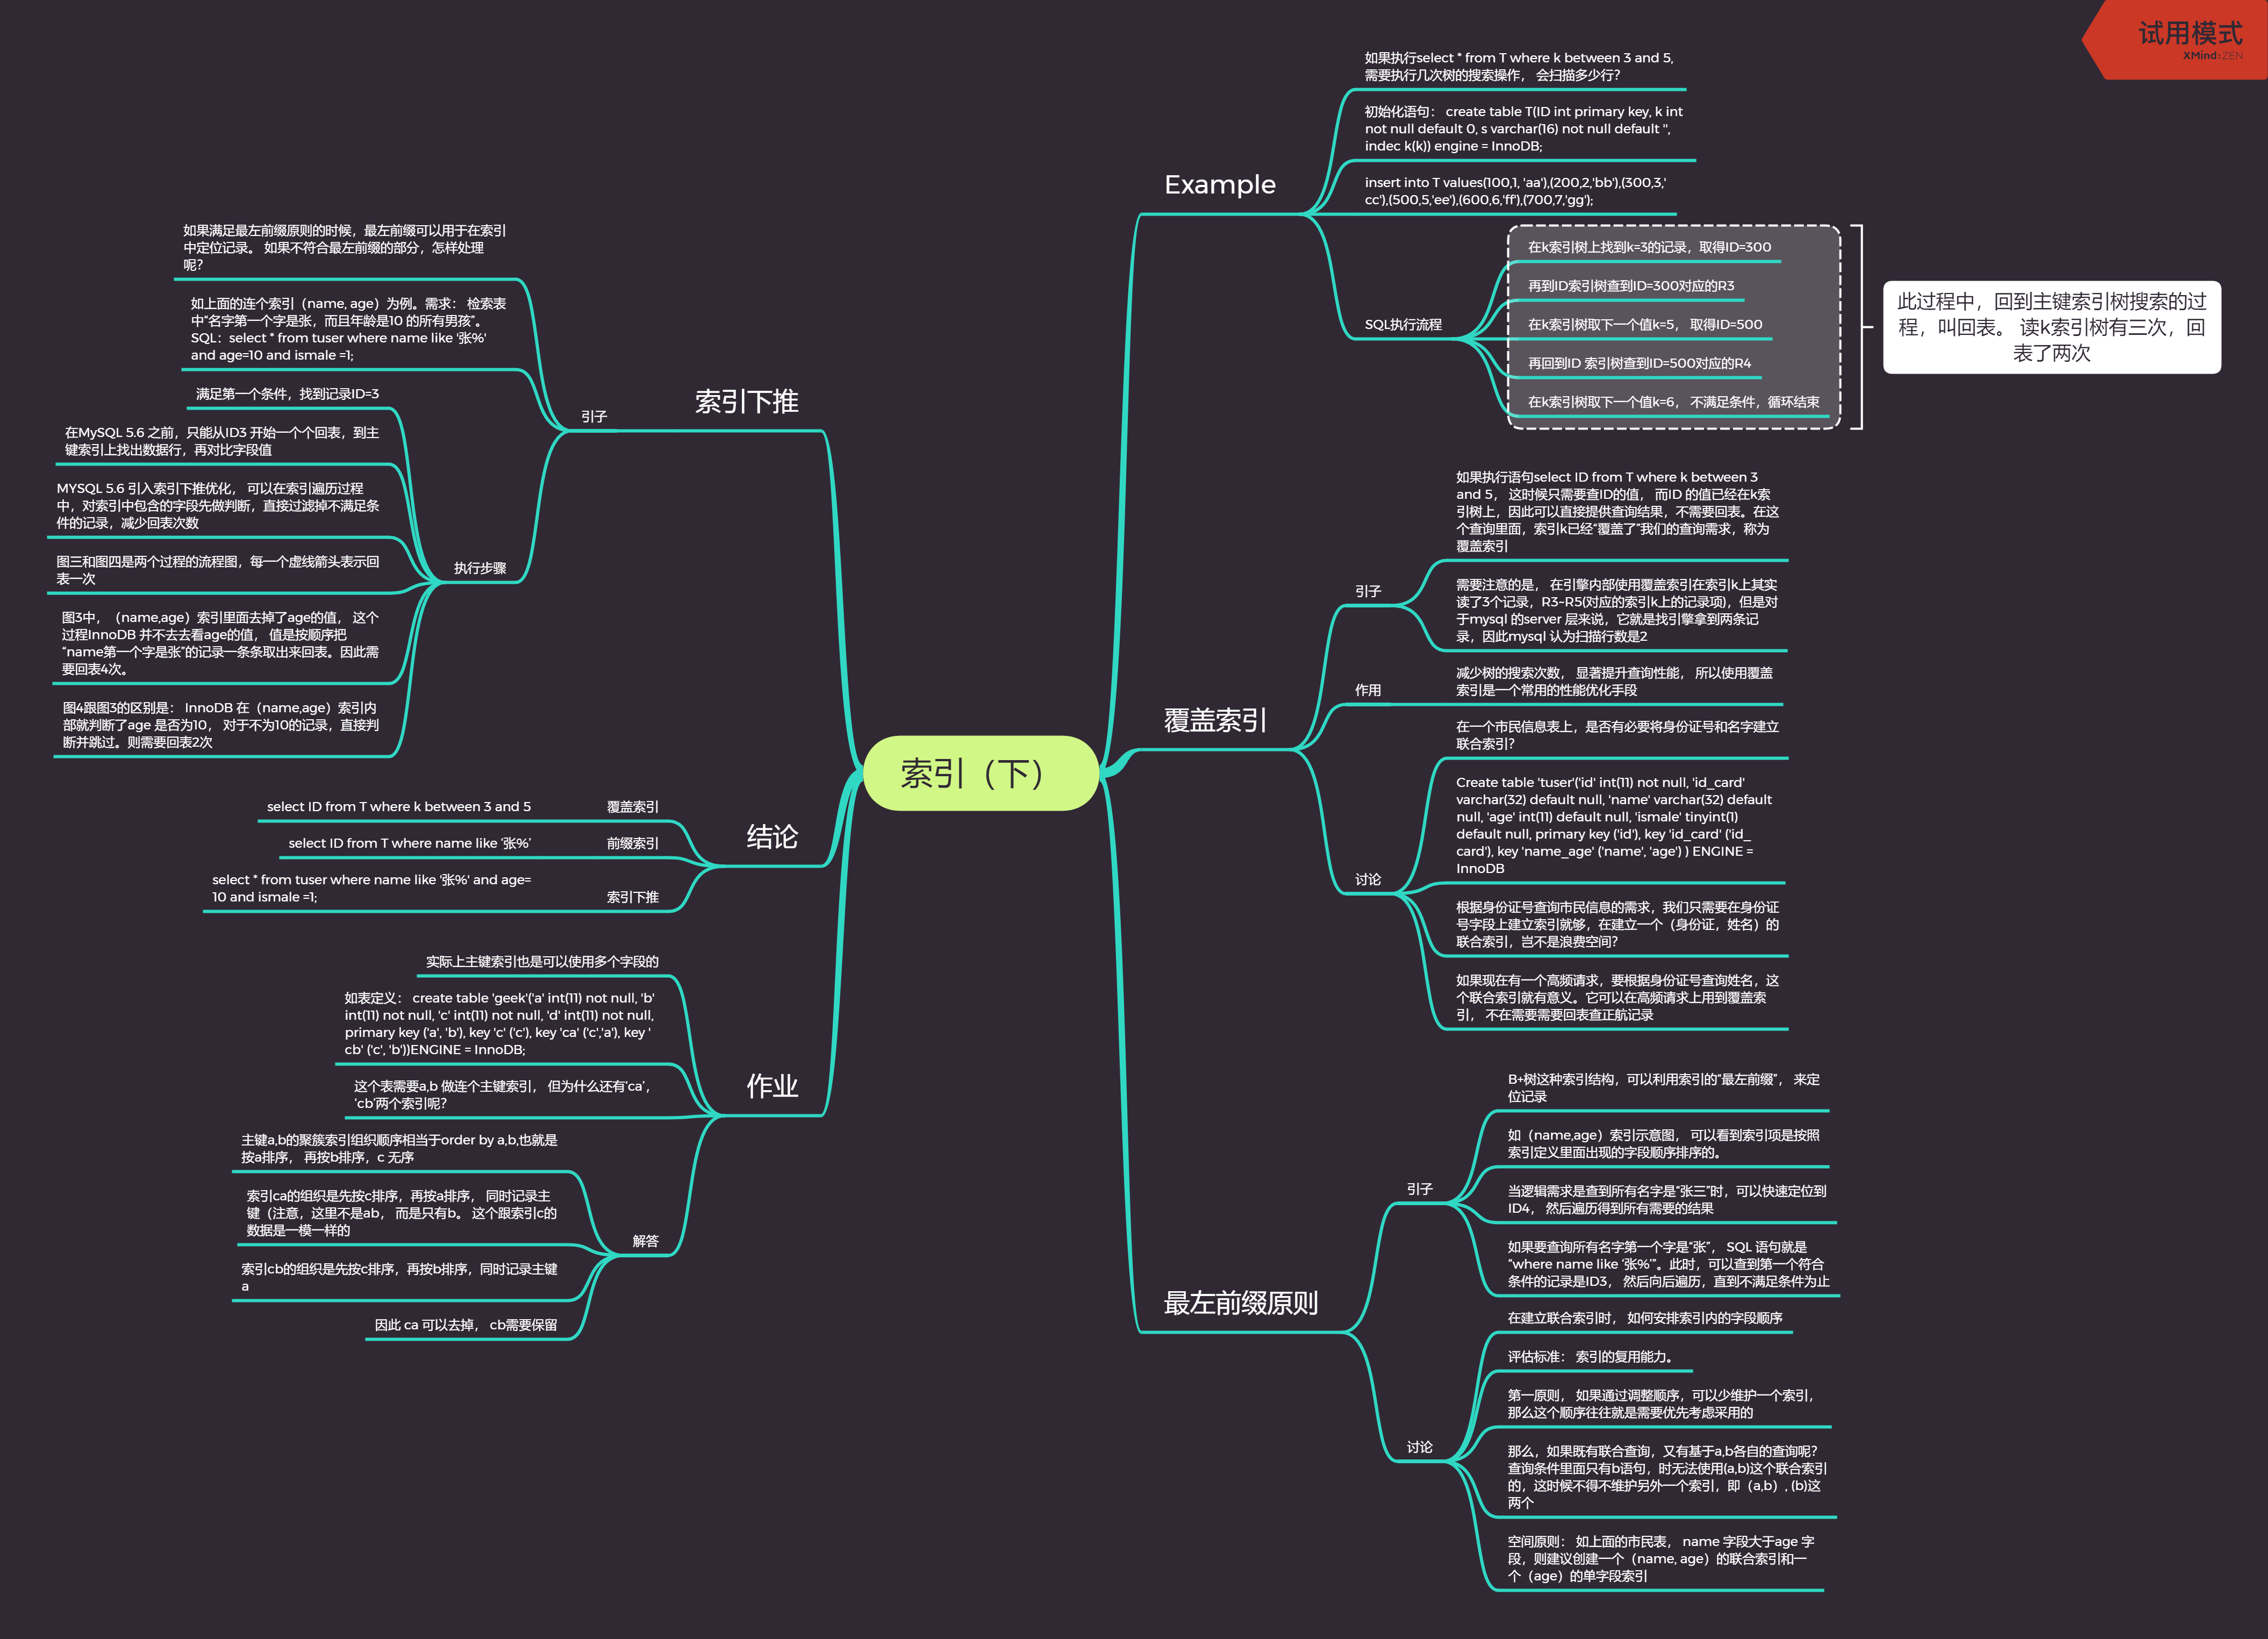 试用模式
XMind:ZEN
索引（下）
Example
如果执行select * from T where k between 3 and 5,
需要执行几次树的搜索操作， 会扫描多少行？
初始化语句： create table T(ID int primary key, k int
not null default 0, s varchar(16) not null default '',
indec k(k)) engine = InnoDB;
insert into T values(100,1, 'aa'),(200,2,'bb'),(300,3,'
cc'),(500,5,'ee'),(600,6,'ff'),(700,7,'gg');
SQL执行流程
在k索引树上找到k=3的记录，取得ID=300
再到ID索引树查到ID=300对应的R3
在k索引树取下一个值k=5， 取得ID=500
再回到ID 索引树查到ID=500对应的R4
在k索引树取下一个值k=6， 不满足条件，循环结束
此过程中，回到主键索引树搜索的过
程，叫回表。 读k索引树有三次，回
表了两次
覆盖索引
引子
如果执行语句select ID from T where k between 3
and 5， 这时候只需要查ID的值， 而ID 的值已经在k索
引树上，因此可以直接提供查询结果，不需要回表。在这
个查询里面，索引k已经“覆盖了”我们的查询需求，称为
覆盖索引
需要注意的是， 在引擎内部使用覆盖索引在索引k上其实
读了3个记录，R3~R5(对应的索引k上的记录项)，但是对
于mysql 的server 层来说，它就是找引擎拿到两条记
录，因此mysql 认为扫描行数是2
作用
减少树的搜索次数， 显著提升查询性能， 所以使用覆盖
索引是一个常用的性能优化手段
讨论
在一个市民信息表上，是否有必要将身份证号和名字建立
联合索引？
Create table 'tuser'('id' int(11) not null, 'id_card'
varchar(32) default null, 'name' varchar(32) default
null, 'age' int(11) default null, 'ismale' tinyint(1)
default null, primary key ('id'), key 'id_card' ('id_
card'), key 'name_age' ('name', 'age') ) ENGINE =
InnoDB
根据身份证号查询市民信息的需求，我们只需要在身份证
号字段上建立索引就够，在建立一个（身份证，姓名）的
联合索引，岂不是浪费空间？
如果现在有一个高频请求，要根据身份证号查询姓名，这
个联合索引就有意义。它可以在高频请求上用到覆盖索
引， 不在需要需要回表查正航记录
最左前缀原则
引子
B+树这种索引结构，可以利用索引的“最左前缀”， 来定
位记录
如（name,age）索引示意图， 可以看到索引项是按照
索引定义里面出现的字段顺序排序的。
当逻辑需求是查到所有名字是“张三”时，可以快速定位到
ID4， 然后遍历得到所有需要的结果
如果要查询所有名字第一个字是“张”， SQL 语句就是
“where name like ‘张%’”。此时，可以查到第一个符合
条件的记录是ID3， 然后向后遍历，直到不满足条件为止
讨论
在建立联合索引时， 如何安排索引内的字段顺序
评估标准： 索引的复用能力。
第一原则， 如果通过调整顺序，可以少维护一个索引，
那么这个顺序往往就是需要优先考虑采用的
那么，如果既有联合查询，又有基于a,b各自的查询呢？
查询条件里面只有b语句，时无法使用(a,b)这个联合索引
的，这时候不得不维护另外一个索引，即（a,b）, (b)这
两个
空间原则： 如上面的市民表， name 字段大于age 字
段，则建议创建一个（name, age）的联合索引和一
个（age）的单字段索引
索引下推
引子
如果满足最左前缀原则的时候，最左前缀可以用于在索引
中定位记录。 如果不符合最左前缀的部分，怎样处理
呢？
如上面的连个索引（name, age）为例。需求： 检索表
中“名字第一个字是张，而且年龄是10 的所有男孩”。
SQL：select * from tuser where name like '张%'
and age=10 and ismale =1;
执行步骤
满足第一个条件，找到记录ID=3
在MySQL 5.6 之前，只能从ID3 开始一个个回表，到主
键索引上找出数据行，再对比字段值
MYSQL 5.6 引入索引下推优化， 可以在索引遍历过程
中，对索引中包含的字段先做判断，直接过滤掉不满足条
件的记录，减少回表次数
图三和图四是两个过程的流程图，每一个虚线箭头表示回
表一次
图3中，（name,age）索引里面去掉了age的值， 这个
过程InnoDB 并不去去看age的值， 值是按顺序把
“name第一个字是张”的记录一条条取出来回表。因此需
要回表4次。
图4跟图3的区别是： InnoDB 在（name,age）索引内
部就判断了age 是否为10， 对于不为10的记录，直接判
断并跳过。则需要回表2次
结论
覆盖索引
select ID from T where k between 3 and 5
前缀索引
select ID from T where name like ‘张%’
索引下推
select * from tuser where name like '张%' and age=
10 and ismale =1;
作业
实际上主键索引也是可以使用多个字段的
如表定义： create table 'geek'('a' int(11) not null, 'b'
int(11) not null, 'c' int(11) not null, 'd' int(11) not null,
primary key ('a', 'b'), key 'c' ('c'), key 'ca' ('c','a'), key '
cb' ('c', 'b'))ENGINE = InnoDB;
这个表需要a,b 做连个主键索引， 但为什么还有‘ca’，
‘cb’两个索引呢？
解答
主键a,b的聚簇索引组织顺序相当于order by a,b,也就是
按a排序， 再按b排序，c 无序
索引ca的组织是先按c排序，再按a排序， 同时记录主
键（注意，这里不是ab， 而是只有b。 这个跟索引c的
数据是一模一样的
索引cb的组织是先按c排序，再按b排序，同时记录主键
a
因此 ca 可以去掉， cb需要保留